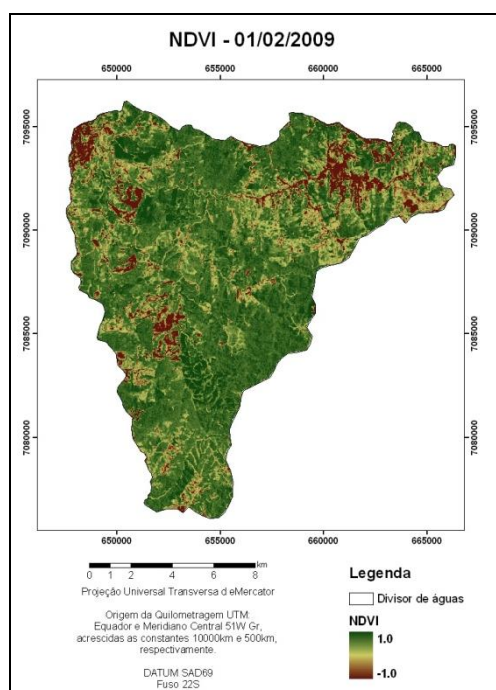 NDVI - 01/02/2009
650000 655000 660000 665000
7095000 7095000
7090000 7090000
7085000 7085000
7080000 7080000
650000 655000 660000 665000
km
0 1 2 4 6 8
Projeção Universal Transversa d eMercator
Origem da Quilometragem UTM:
Equador e Meridiano Central 51W Gr,
acrescidas as constantes 10000km e 500km,
respectivamente.
DATUM SAD69
Fuso 22S
Legenda
Divisor de águas
NDVI
1.0
-1.0